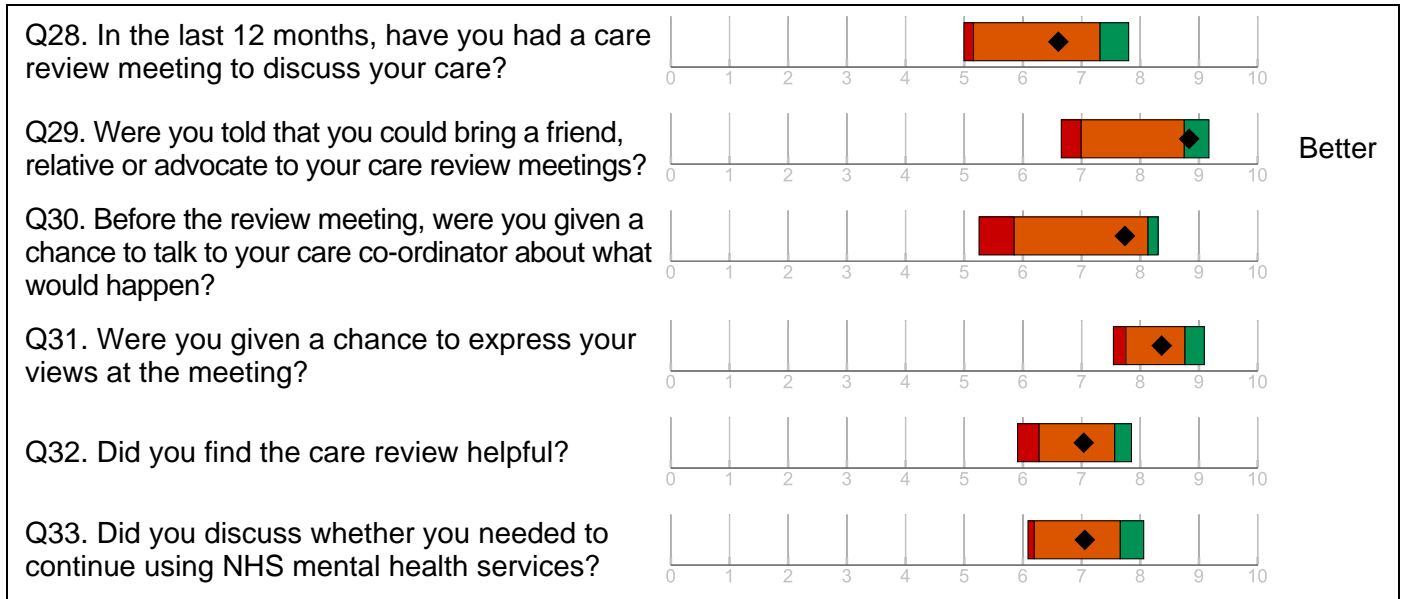 Q28. In the last 12 months, have you had a care
review meeting to discuss your care?
0 1 2 3 4 5 6 7 8 9 10
Q29. Were you told that you could bring a friend,
relative or advocate to your care review meetings?
Better
0 1 2 3 4 5 6 7 8 9 10
Q30. Before the review meeting, were you given a
chance to talk to your care co-ordinator about what
would happen?
0 1 2 3 4 5 6 7 8 9 10
Q31. Were you given a chance to express your
views at the meeting?
0 1 2 3 4 5 6 7 8 9 10
Q32. Did you find the care review helpful?
0 1 2 3 4 5 6 7 8 9 10
Q33. Did you discuss whether you needed to
continue using NHS mental health services?
0 1 2 3 4 5 6 7 8 9 10